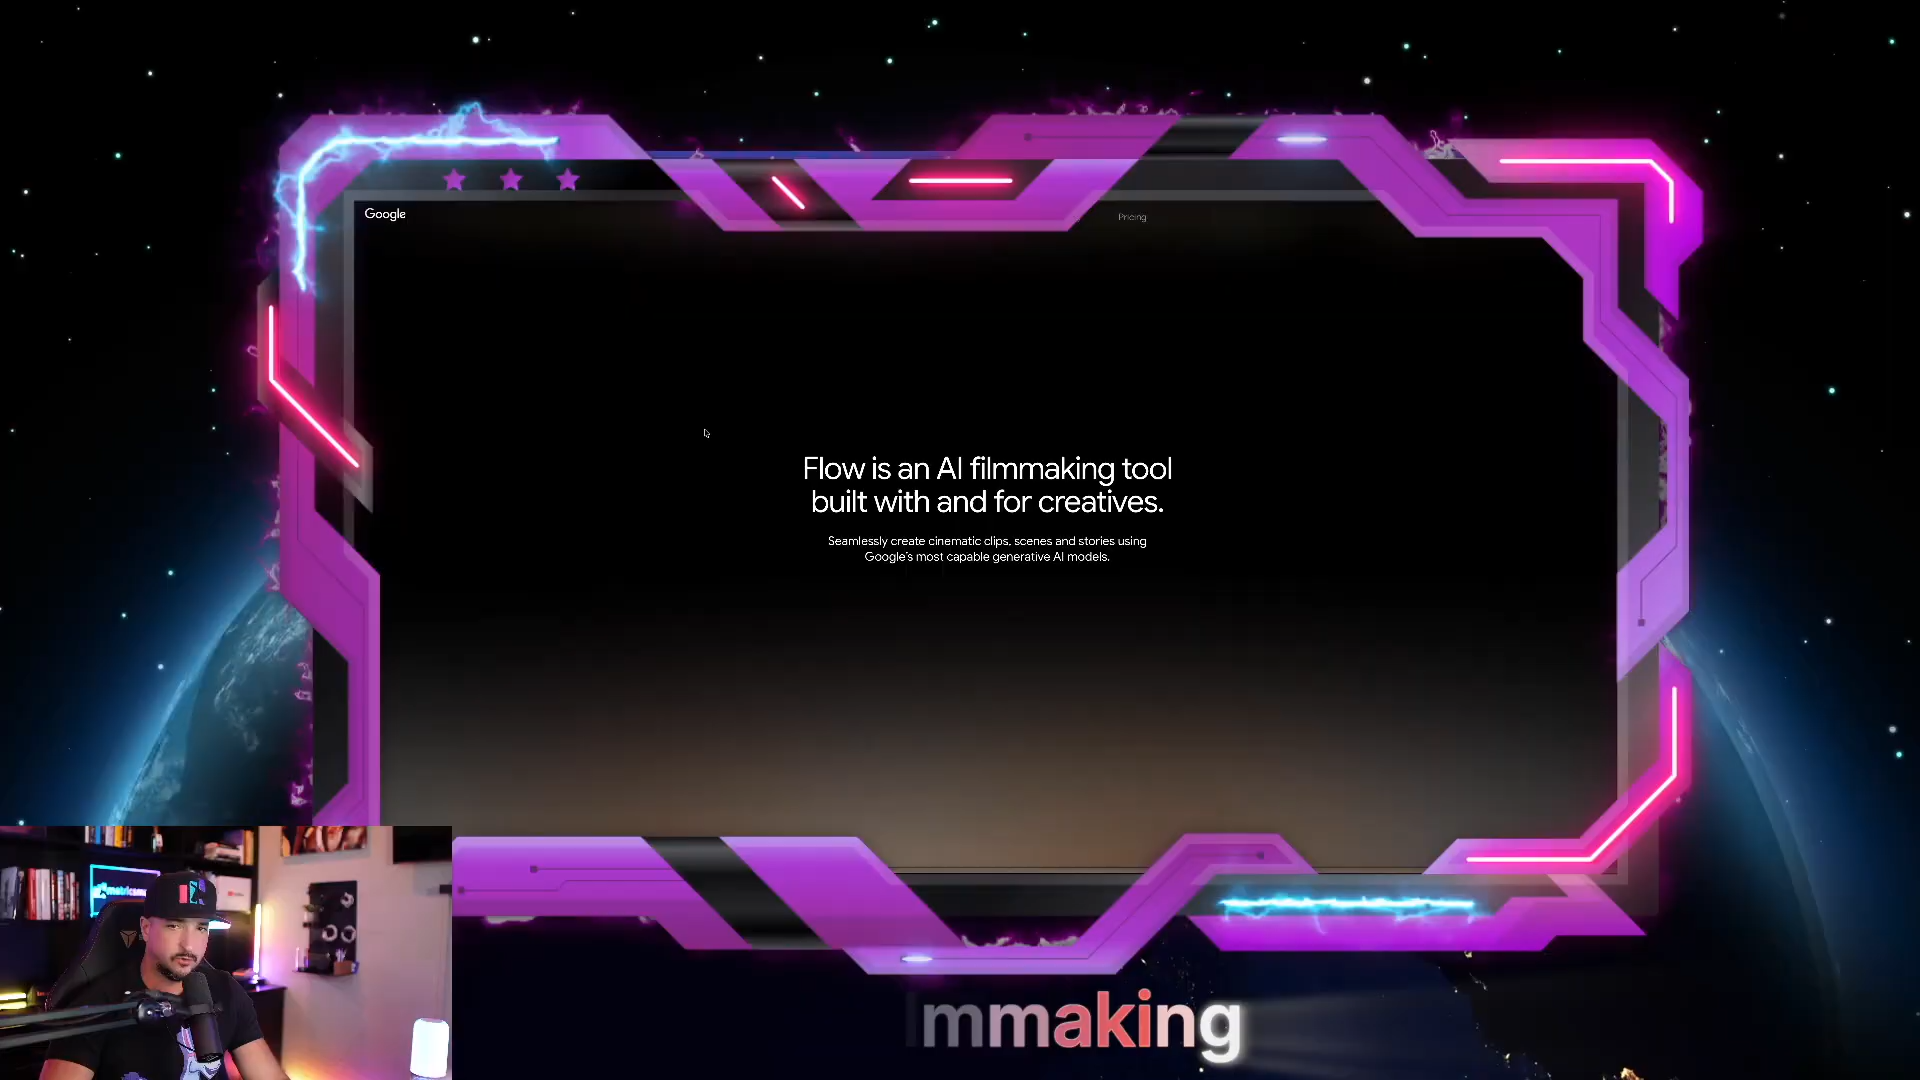 Google
Pricing
Flow is an AI filmmaking tool
built with and for creatives.
Seamlessly create cinematic clips, scenes and stories using
Google's most capable generative AI models.
lmmaking